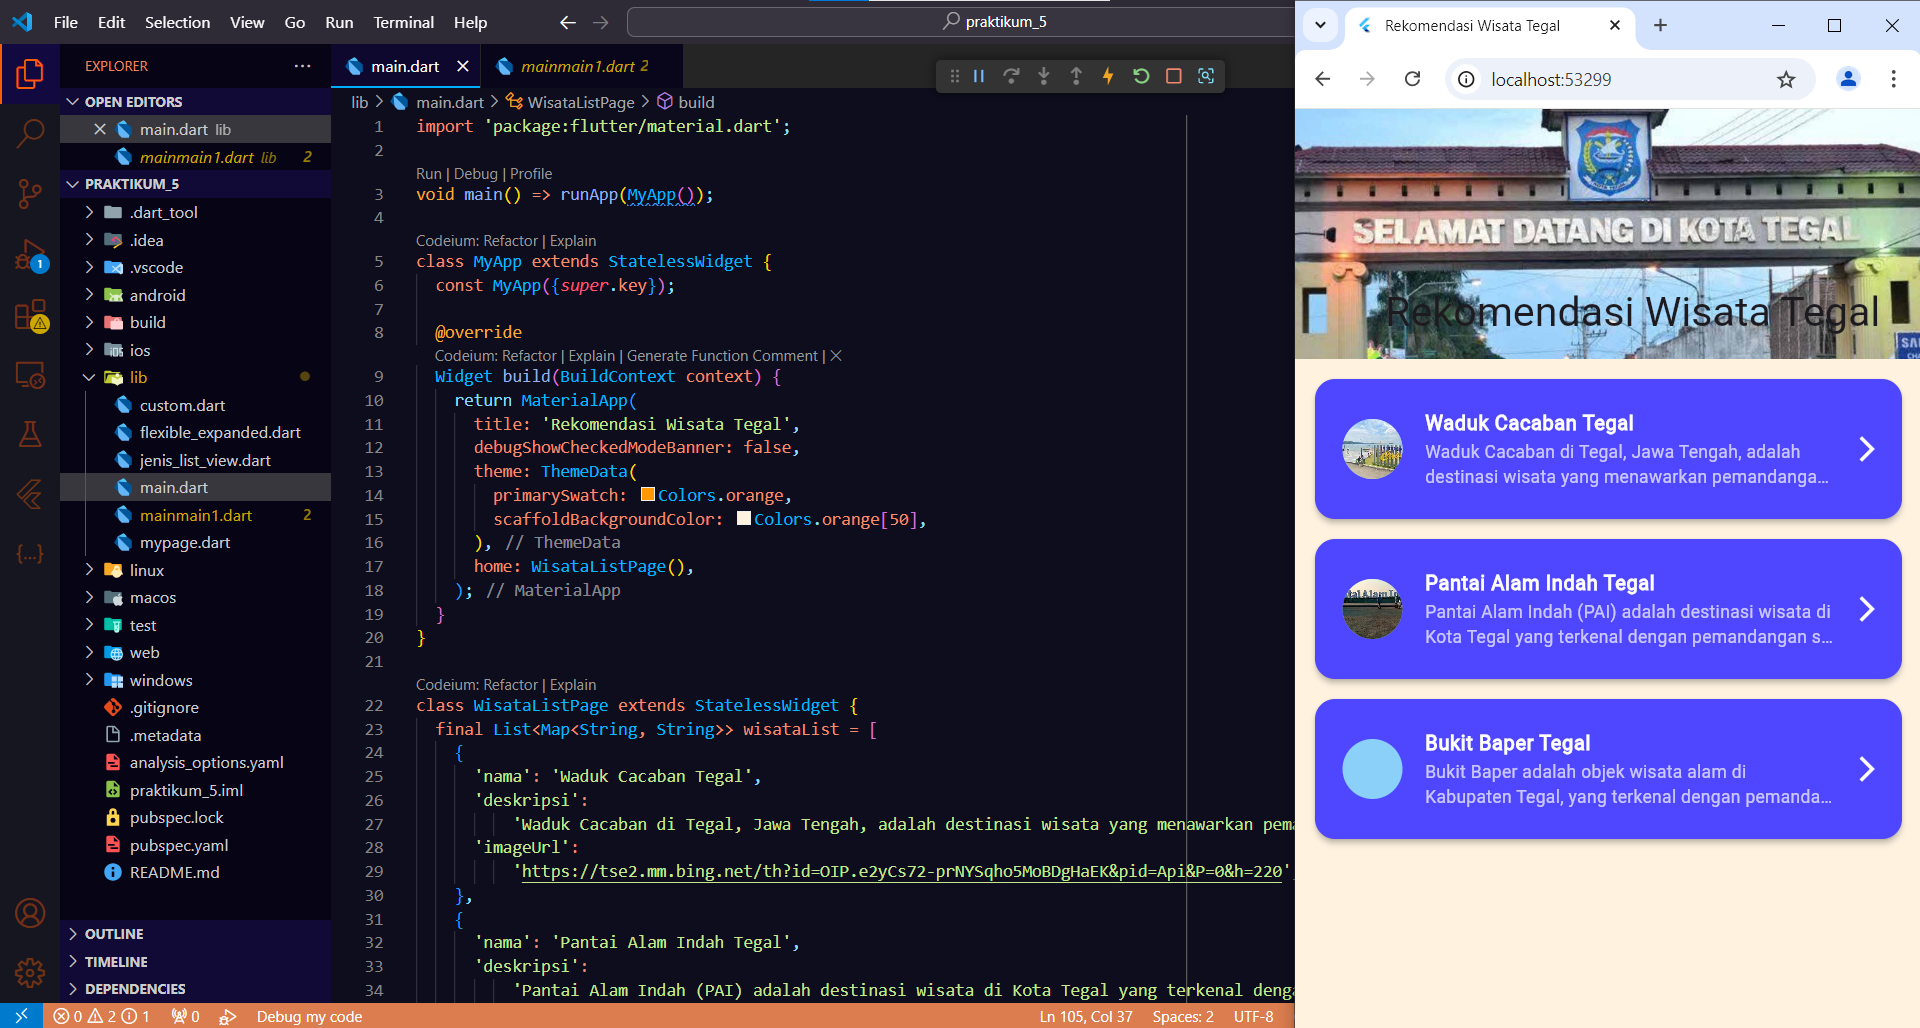 File Edit Selection View Go Run Terminal Help
praktikum_5
EXPLORER
OPEN EDITORS
main.dart lib
mainmain1.dart lib 2
PRAKTIKUM_5
.dart_tool
.idea
.vscode
android
build
ios
lib
custom.dart
flexible_expanded.dart
jenis_list_view.dart
main.dart
mainmain1.dart 2
mypage.dart
linux
macos
test
web
windows
.gitignore
.metadata
analysis_options.yaml
praktikum_5.iml
pubspec.lock
pubspec.yaml
README.md
OUTLINE
TIMELINE
DEPENDENCIES
1
main.dart
mainmain1.dart 2
lib > main.dart > WisataListPage > build
1 import 'package:flutter/material.dart';
2
Run | Debug | Profile
3 void main() => runApp(MyApp());
4
Codeium: Refactor | Explain
5 class MyApp extends StatelessWidget {
6 const MyApp({super.key});
7
8 @override
Codeium: Refactor | Explain | Generate Function Comment | ×
9 Widget build(BuildContext context) {
10 return MaterialApp(
11 title: 'Rekomendasi Wisata Tegal',
12 debugShowCheckedModeBanner: false,
13 theme: ThemeData(
14 primarySwatch: Colors.orange,
15 scaffoldBackgroundColor: Colors.orange[50],
16 ), // ThemeData
17 home: WisataListPage(),
18 ); // MaterialApp
19 }
20 }
21
Codeium: Refactor | Explain
22 class WisataListPage extends StatelessWidget {
23 final List<Map<String, String>> wisataList = [
24 {
25 'nama': 'Waduk Cacaban Tegal',
26 'deskripsi':
27 'Waduk Cacaban di Tegal, Jawa Tengah, adalah destinasi wisata yang menawarkan pema
28 'imageUrl':
29 'https://tse2.mm.bing.net/th?id=OIP.e2yCs72-prNYSqho5MoBDgHaEK&pid=Api&P=0&h=220'
30 },
31 {
32 'nama': 'Pantai Alam Indah Tegal',
33 'deskripsi':
34 'Pantai Alam Indah (PAI) adalah destinasi wisata di Kota Tegal yang terkenal denga
0 2 1 0 Debug my code
Ln 105, Col 37 Spaces: 2 UTF-8
Rekomendasi Wisata Tegal
localhost:53299
SELAMAT DATANG DI KOTA TEGAL
Rekomendasi Wisata Tegal
Waduk Cacaban Tegal
Waduk Cacaban di Tegal, Jawa Tengah, adalah
destinasi wisata yang menawarkan pemandanga...
Pantai Alam Indah Tegal
Pantai Alam Indah (PAI) adalah destinasi wisata di
Kota Tegal yang terkenal dengan pemandangan s...
Bukit Baper Tegal
Bukit Baper adalah objek wisata alam di
Kabupaten Tegal, yang terkenal dengan pemanda...